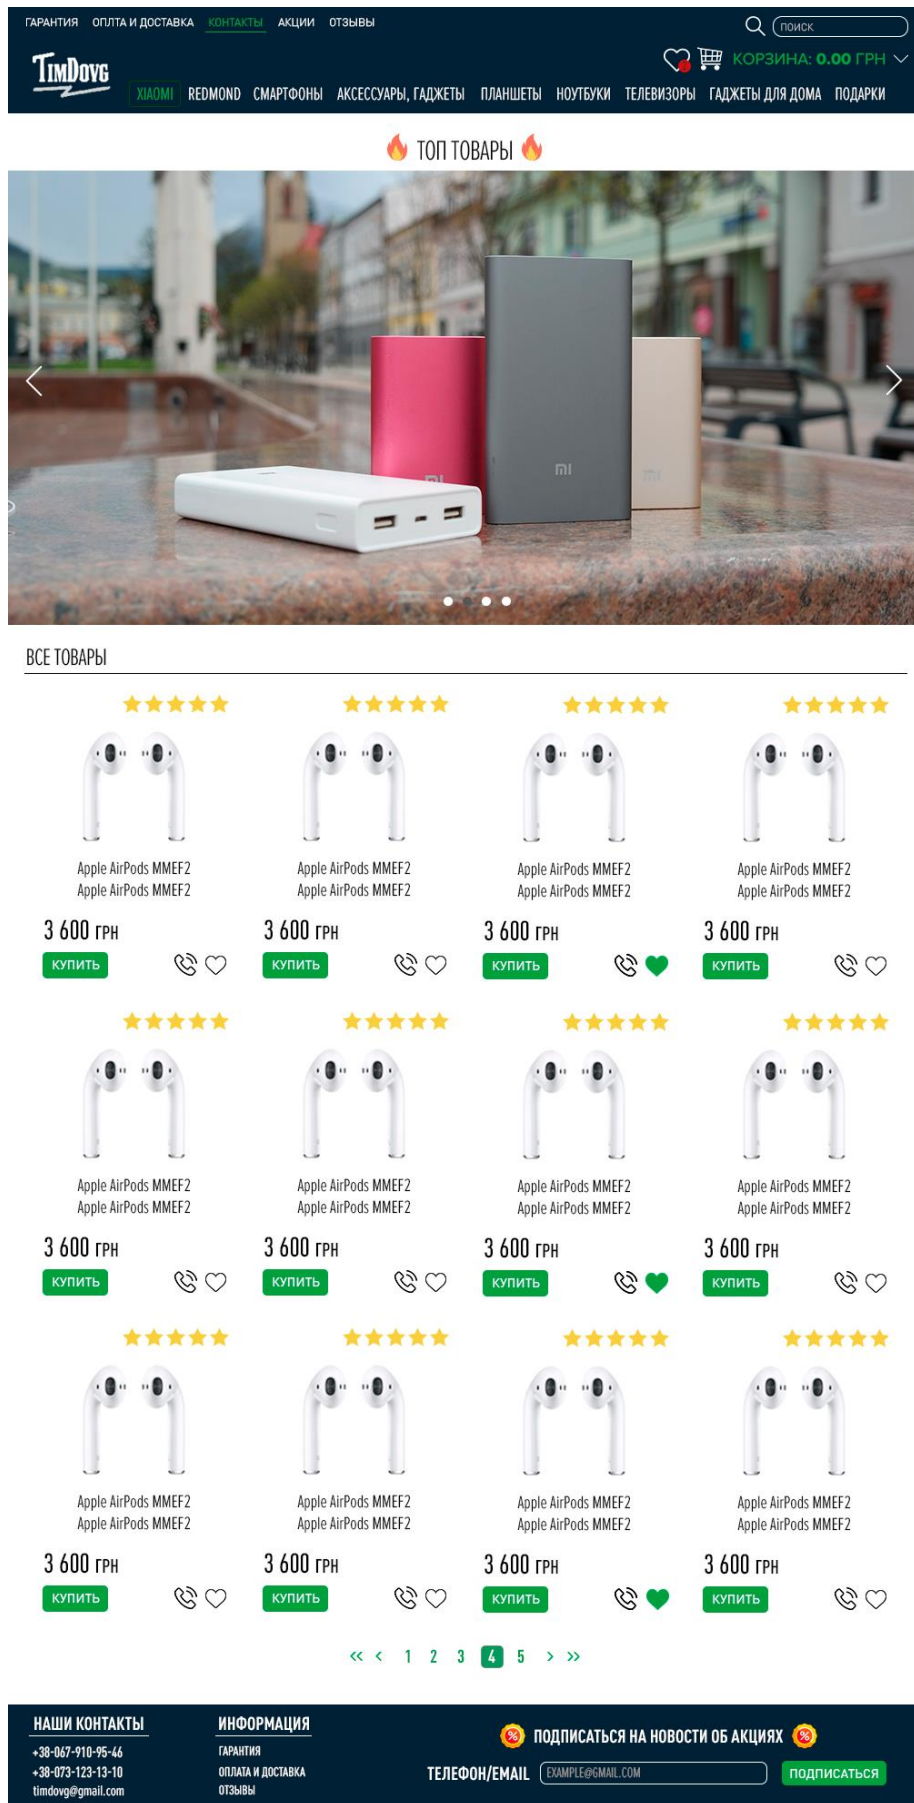 ГАРАНТИЯ ОПЛТА И ДОСТАВКА КОНТАКТЫ АКЦИИ ОТЗЫВЫ
ПОИСК
TIMDOVG
КОРЗИНА: 0.00 ГРН
XIAOMI REDMOND СМАРТФОНЫ АКСЕССУАРЫ, ГАДЖЕТЫ ПЛАНШЕТЫ НОУТБУКИ ТЕЛЕВИЗОРЫ ГАДЖЕТЫ ДЛЯ ДОМА ПОДАРКИ
ТОП ТОВАРЫ
MI
MI
MI
ВСЕ ТОВАРЫ
Apple AirPods MMEF2 Apple AirPods MMEF2 Apple AirPods MMEF2 Apple AirPods MMEF2
Apple AirPods MMEF2 Apple AirPods MMEF2 Apple AirPods MMEF2 Apple AirPods MMEF2
3 600 ГРН 3 600 ГРН 3 600 ГРН 3 600 ГРН
КУПИТЬ КУПИТЬ КУПИТЬ КУПИТЬ
Apple AirPods MMEF2 Apple AirPods MMEF2 Apple AirPods MMEF2 Apple AirPods MMEF2
Apple AirPods MMEF2 Apple AirPods MMEF2 Apple AirPods MMEF2 Apple AirPods MMEF2
3 600 ГРН 3 600 ГРН 3 600 ГРН 3 600 ГРН
КУПИТЬ КУПИТЬ КУПИТЬ КУПИТЬ
Apple AirPods MMEF2 Apple AirPods MMEF2 Apple AirPods MMEF2 Apple AirPods MMEF2
Apple AirPods MMEF2 Apple AirPods MMEF2 Apple AirPods MMEF2 Apple AirPods MMEF2
3 600 ГРН 3 600 ГРН 3 600 ГРН 3 600 ГРН
КУПИТЬ КУПИТЬ КУПИТЬ КУПИТЬ
<< < 1 2 3 4 5 > >>
НАШИ КОНТАКТЫ
+38-067-910-95-46
+38-073-123-13-10
timdovg@gmail.com
ИНФОРМАЦИЯ
ГАРАНТИЯ
ОПЛАТА И ДОСТАВКА
ОТЗЫВЫ
% ПОДПИСАТЬСЯ НА НОВОСТИ ОБ АКЦИЯХ %
ТЕЛЕФОН/EMAIL EXAMPLE@GMAIL.COM ПОДПИСАТЬСЯ